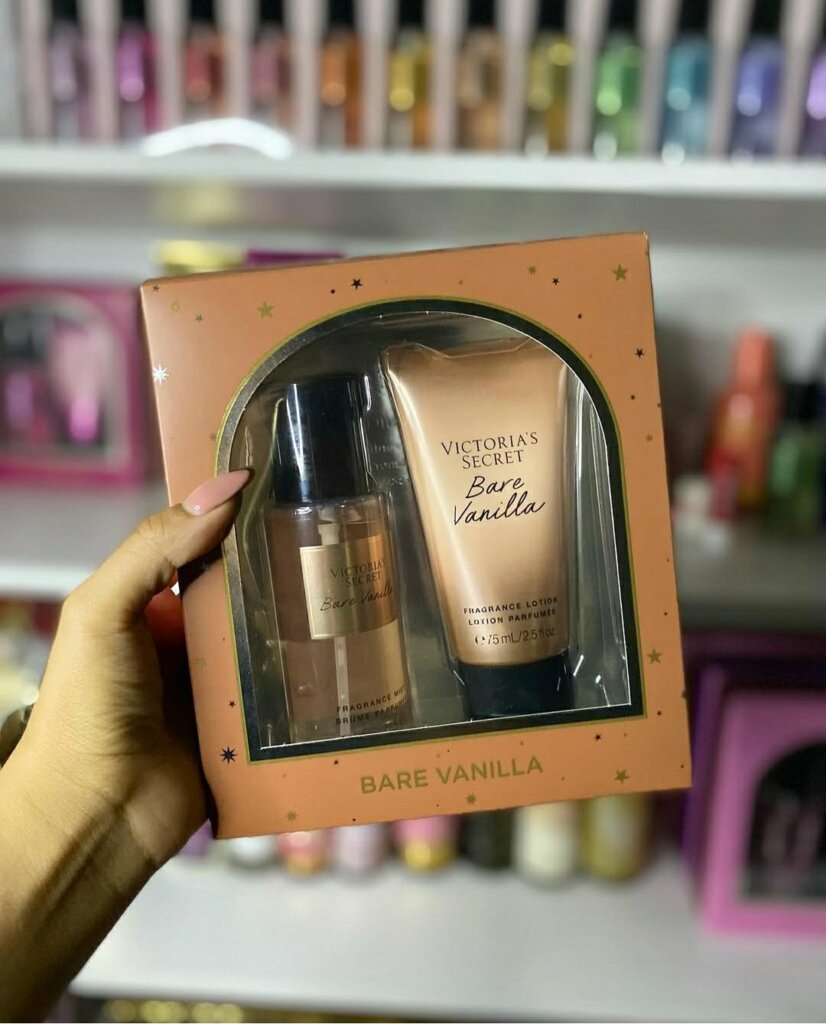 VICTORIA'S
SECRET
Bare
Vanilla
FRAGRANCE LOTION
LOTION PARFUMÉE
℮75 mL/2.5 fl oz
VICTORIA'S
SECRET
Bare Vanilla
FRAGRANCE MIST
BRUME PARFUMÉE
BARE VANILLA